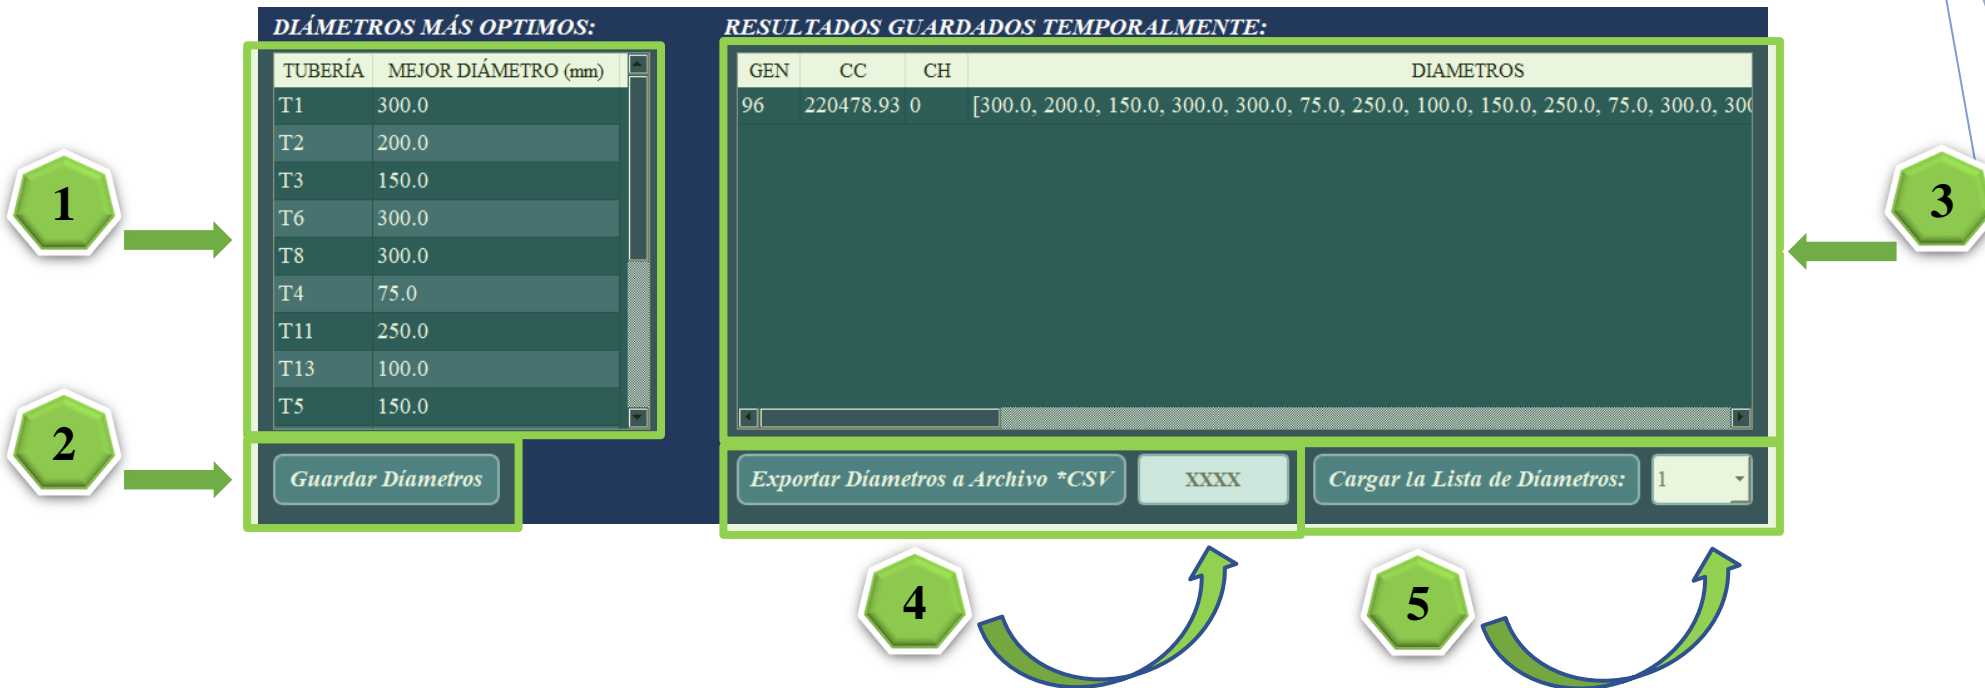 DIÁMETROS MÁS OPTIMOS:
TUBERÍA MEJOR DIÁMETRO (mm)
T1 300.0
T2 200.0
T3 150.0
T6 300.0
T8 300.0
T4 75.0
T11 250.0
T13 100.0
T5 150.0
Guardar Díametros
RESULTADOS GUARDADOS TEMPORALMENTE:
GEN CC CH DIAMETROS
96 220478.93 0 [300.0, 200.0, 150.0, 300.0, 300.0, 75.0, 250.0, 100.0, 150.0, 250.0, 75.0, 300.0, 300
Exportar Díametros a Archivo *CSV XXXX
Cargar la Lista de Díametros: 1
1
2
3
4
5